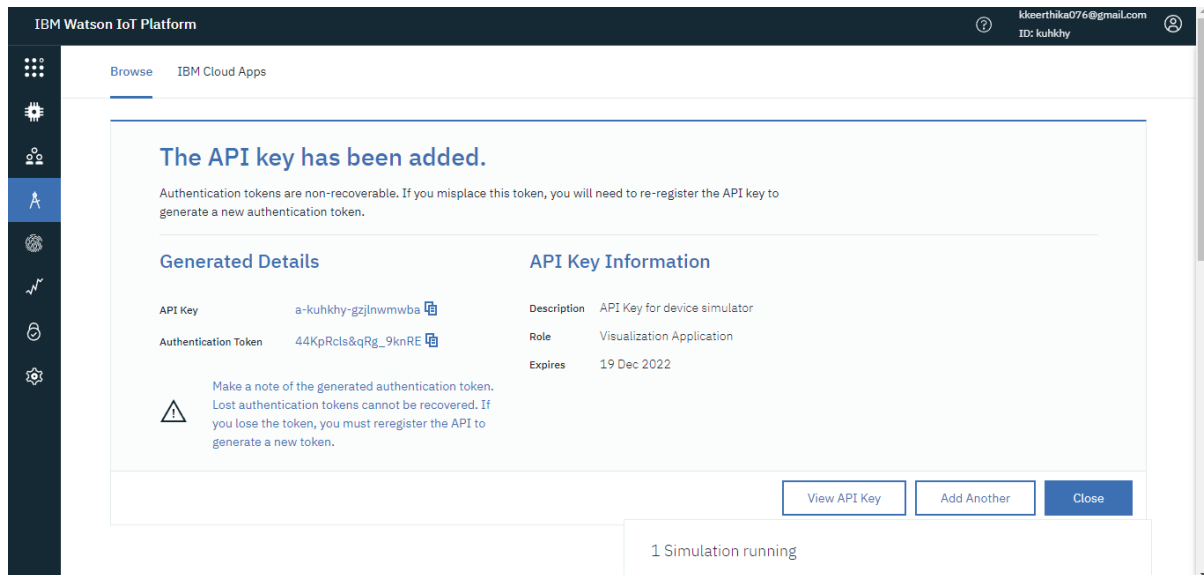 IBM Watson IoT Platform
kkeerthika076@gmail.com
ID: kuhkhy
Browse IBM Cloud Apps
The API key has been added.
Authentication tokens are non-recoverable. If you misplace this token, you will need to re-register the API key to
generate a new authentication token.
Generated Details
API Key a-kuhkhy-gzjlnwmwba
Authentication Token 44KpRcls&qRg_9knRE
Make a note of the generated authentication token.
Lost authentication tokens cannot be recovered. If
you lose the token, you must reregister the API to
generate a new token.
API Key Information
Description API Key for device simulator
Role Visualization Application
Expires 19 Dec 2022
View API Key Add Another Close
1 Simulation running